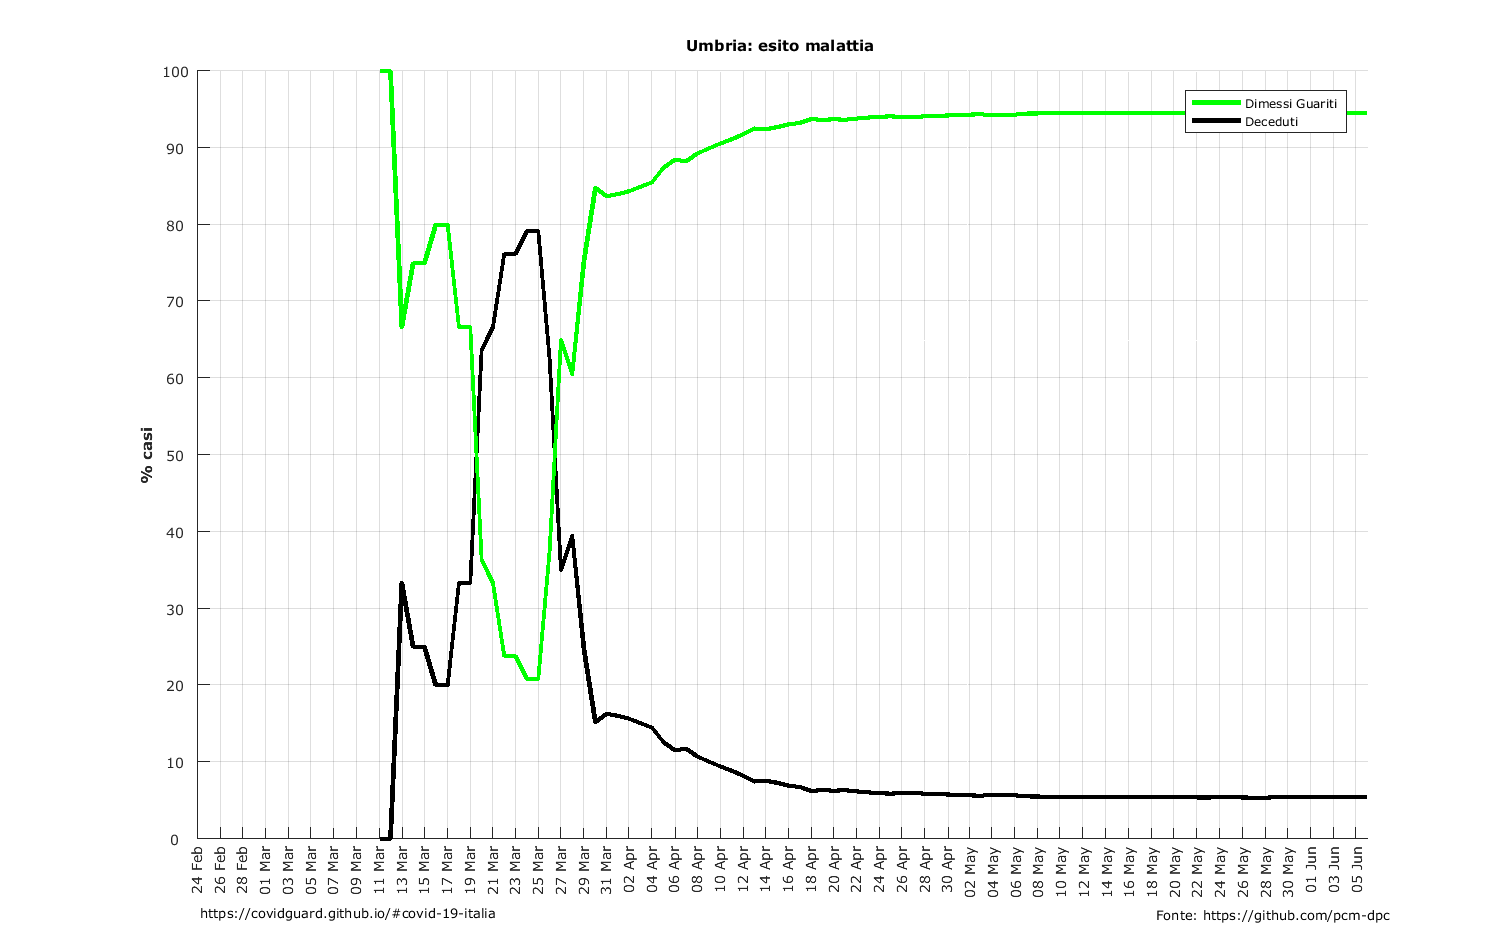 Umbria: esito malattia
Dimessi Guariti
Deceduti
% casi
100
90
80
70
60
50
40
30
20
10
0
24 Feb
26 Feb
28 Feb
01 Mar
03 Mar
05 Mar
07 Mar
09 Mar
11 Mar
13 Mar
15 Mar
17 Mar
19 Mar
21 Mar
23 Mar
25 Mar
27 Mar
29 Mar
31 Mar
02 Apr
04 Apr
06 Apr
08 Apr
10 Apr
12 Apr
14 Apr
16 Apr
18 Apr
20 Apr
22 Apr
24 Apr
26 Apr
28 Apr
30 Apr
02 May
04 May
06 May
08 May
10 May
12 May
14 May
16 May
18 May
20 May
22 May
24 May
26 May
28 May
30 May
01 Jun
03 Jun
05 Jun
https://covidguard.github.io/#covid-19-italia
Fonte: https://github.com/pcm-dpc